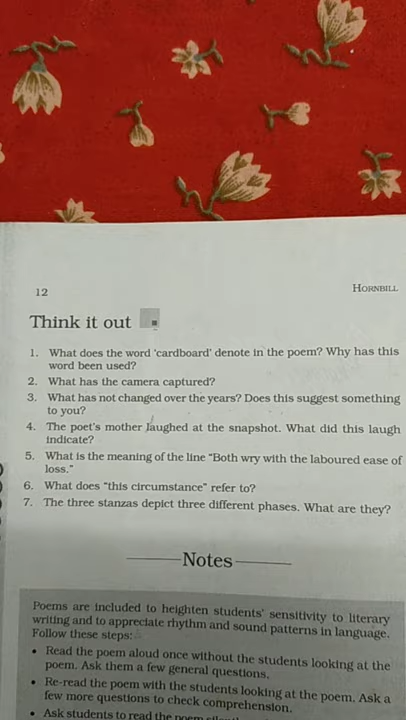 12
HORNBILL
Think it out
1. What does the word 'cardboard' denote in the poem? Why has this
word been used?
2. What has the camera captured?
3. What has not changed over the years? Does this suggest something
to you?
4. The poet's mother laughed at the snapshot. What did this laugh
indicate?
5. What is the meaning of the line "Both wry with the laboured ease of
loss."
6. What does "this circumstance" refer to?
7. The three stanzas depict three different phases. What are they?
Notes
Poems are included to heighten students' sensitivity to literary
writing and to appreciate rhythm and sound patterns in language.
Follow these steps:
• Read the poem aloud once without the students looking at the
poem. Ask them a few general questions.
• Re-read the poem with the students looking at the poem. Ask a
few more questions to check comprehension.
• Ask students to read the poem